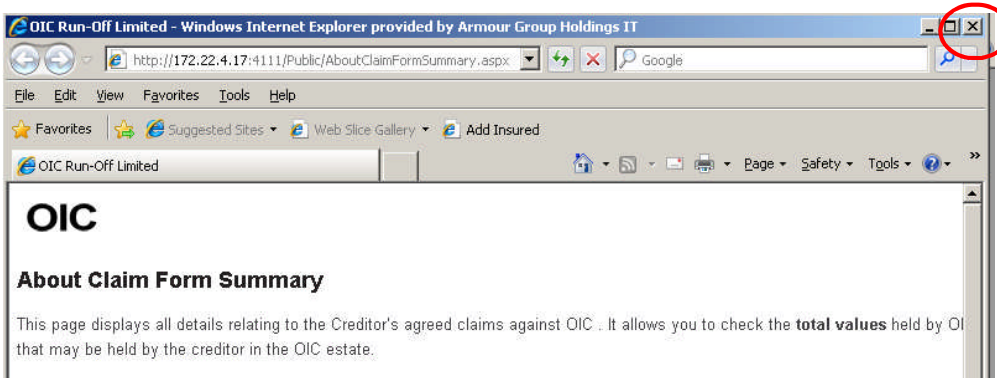 OIC Run-Off Limited - Windows Internet Explorer provided by Armour Group Holdings IT
http://172.22.4.17:4111/Public/AboutClaimFormSummary.aspx Google
File Edit View Favorites Tools Help
Favorites Suggested Sites Web Slice Gallery Add Insured
OIC Run-Off Limited Page Safety Tools »
OIC
About Claim Form Summary
This page displays all details relating to the Creditor's agreed claims against OIC . It allows you to check the total values held by
that may be held by the creditor in the OIC estate.